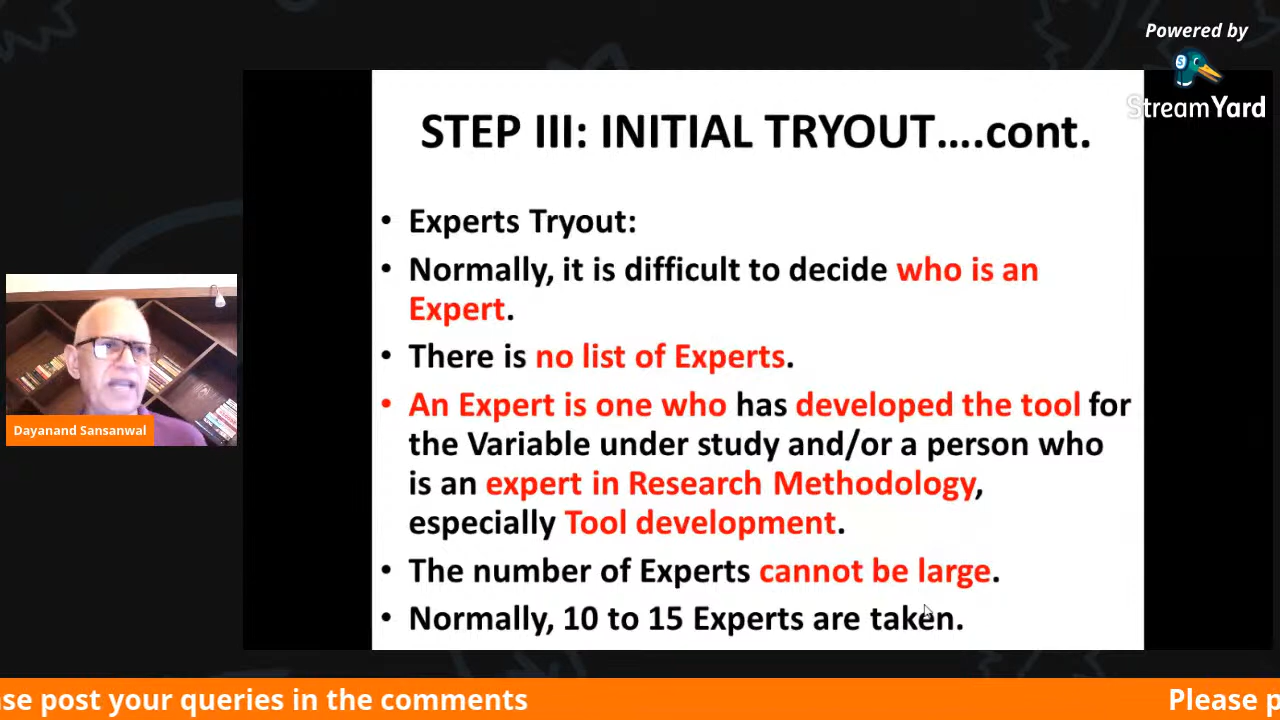 Powered by
StreamYard
STEP III: INITIAL TRYOUT....cont.
• Experts Tryout:
• Normally, it is difficult to decide who is an
Expert.
• There is no list of Experts.
• An Expert is one who has developed the tool for
the Variable under study and/or a person who
is an expert in Research Methodology,
especially Tool development.
• The number of Experts cannot be large.
• Normally, 10 to 15 Experts are taken.
Dayanand Sansanwal
se post your queries in the comments
Please p